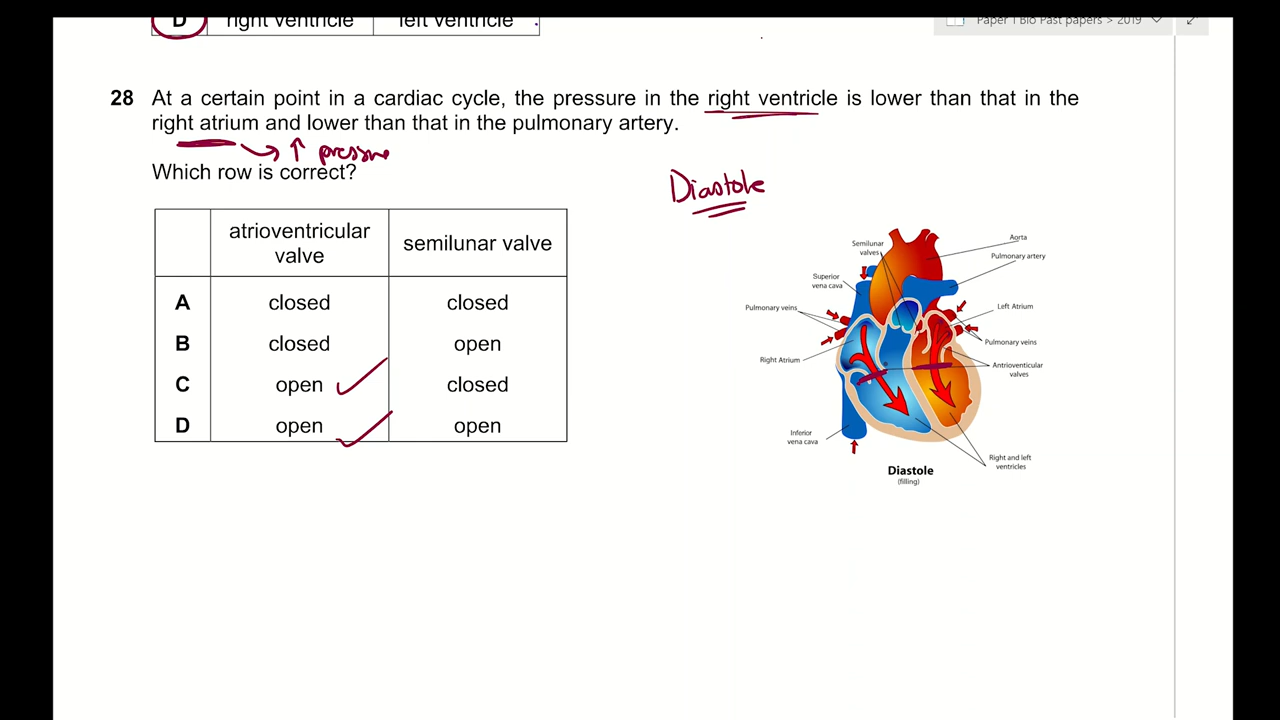 D right ventricle left ventricle
Paper 1 Bio Past papers > 2019
28 At a certain point in a cardiac cycle, the pressure in the right ventricle is lower than that in the
right atrium and lower than that in the pulmonary artery.
↑ pressure
Which row is correct?
Diastole
atrioventricular
valve
semilunar valve
A closed closed
B closed open
C open closed
D open open
Semilunar
valves
Aorta
Pulmonary artery
Superior
vena cava
Pulmonary veins
Left Atrium
Pulmonary veins
Right Atrium
Antrioventicular
valves
Inferior
vena cava
Right and left
ventricles
Diastole
(filling)